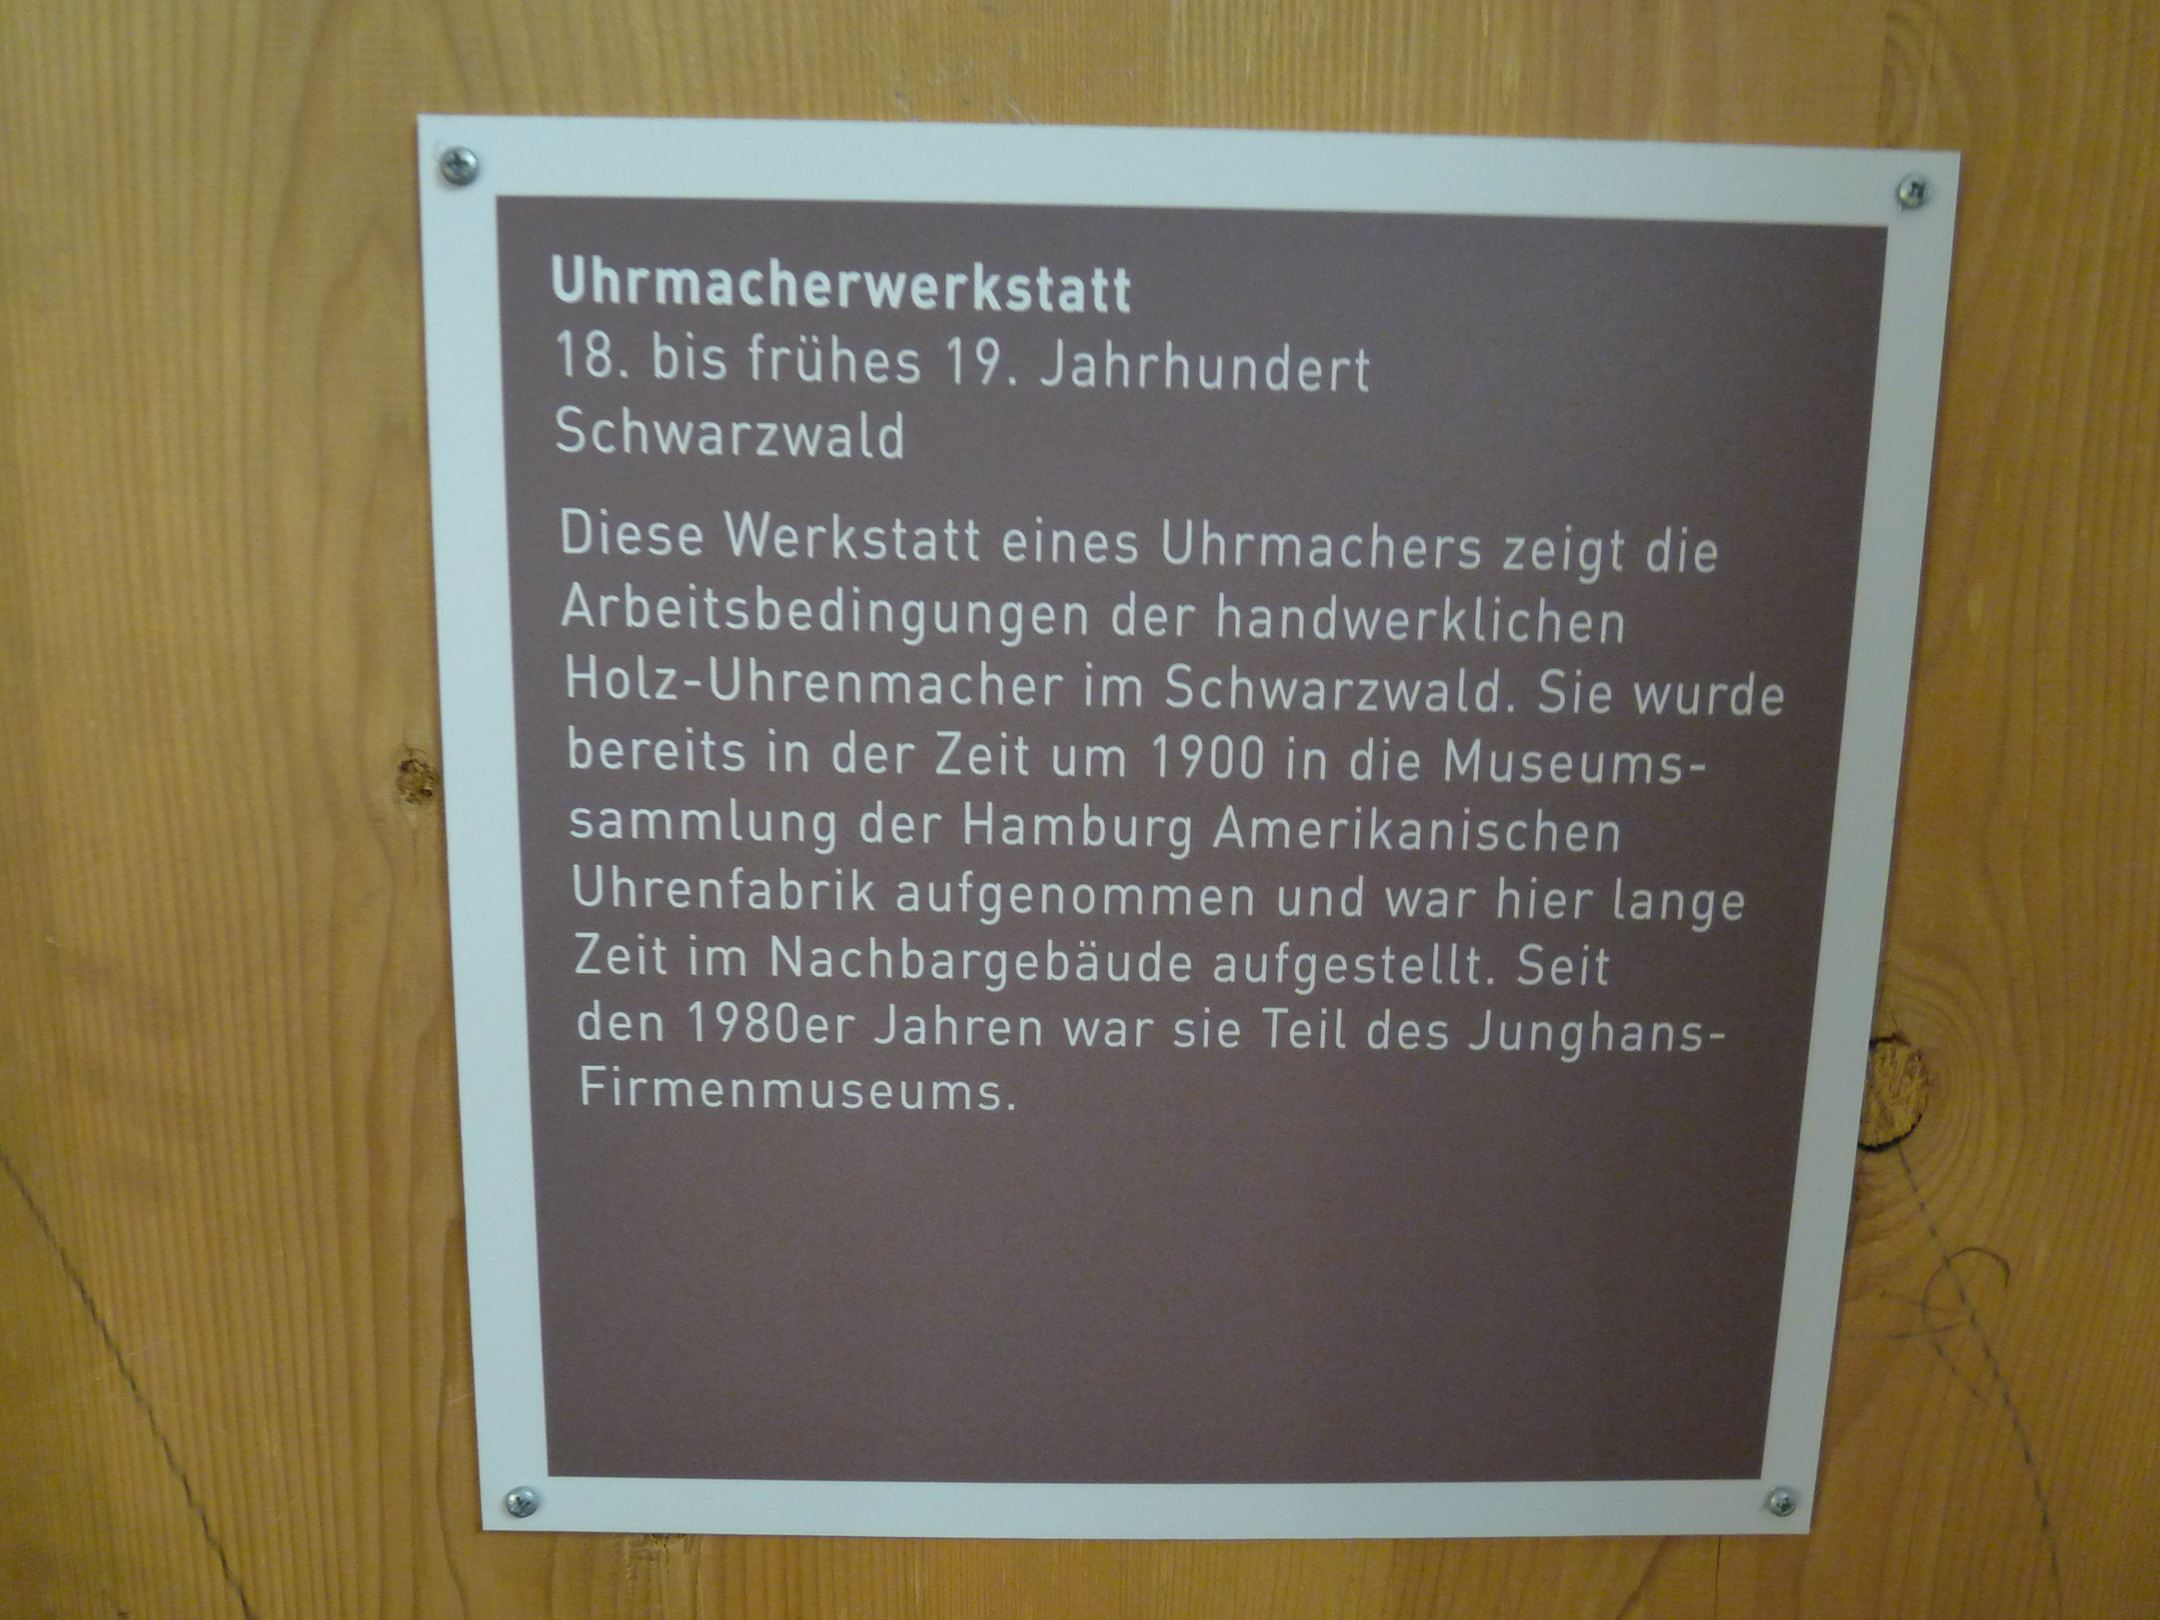 Uhrmacherwerkstatt
18. bis frühes 19. Jahrhundert
Schwarzwald
Diese Werkstatt eines Uhrmachers zeigt die
Arbeitsbedingungen der handwerklichen
Holz-Uhrenmacher im Schwarzwald. Sie wurde
bereits in der Zeit um 1900 in die Museums-
sammlung der Hamburg Amerikanischen
Uhrenfabrik aufgenommen und war hier lange
Zeit im Nachbargebäude aufgestellt. Seit
den 1980er Jahren war sie Teil des Junghans-
Firmenmuseums.